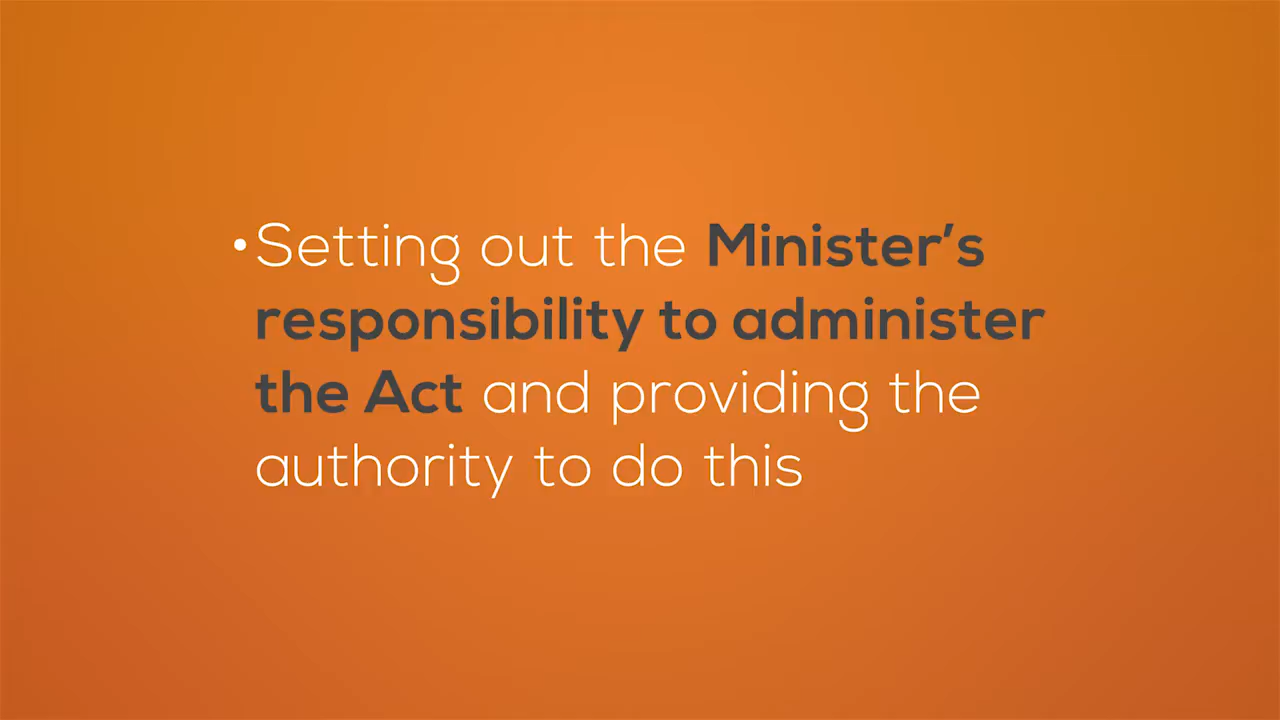 •Setting out the Minister’s
responsibility to administer
the Act and providing the
authority to do this